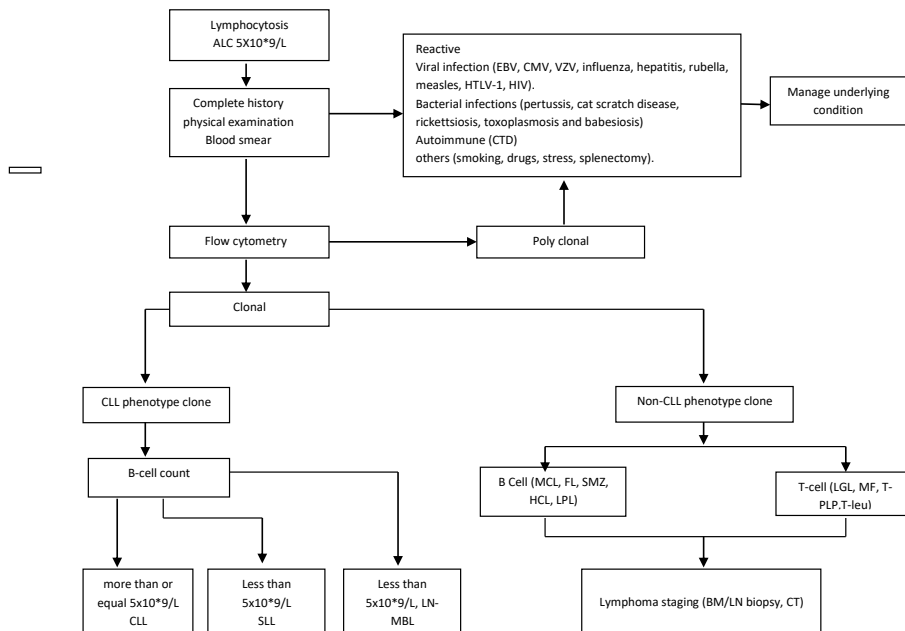 Lymphocytosis
ALC 5X10*9/L
Complete history
physical examination
Blood smear
Reactive
Viral infection (EBV, CMV, VZV, influenza, hepatitis, rubella,
measles, HTLV-1, HIV).
Bacterial infections (pertussis, cat scratch disease,
rickettsiosis, toxoplasmosis and babesiosis)
Autoimmune (CTD)
others (smoking, drugs, stress, splenectomy).
Manage underlying
condition
Flow cytometry
Poly clonal
Clonal
CLL phenotype clone
Non-CLL phenotype clone
B-cell count
B Cell (MCL, FL, SMZ,
HCL, LPL)
T-cell (LGL, MF, T-
PLP.T-leu)
more than or
equal 5x10*9/L
CLL
Less than
5x10*9/L
SLL
Less than
5x10*9/L, LN-
MBL
Lymphoma staging (BM/LN biopsy, CT)